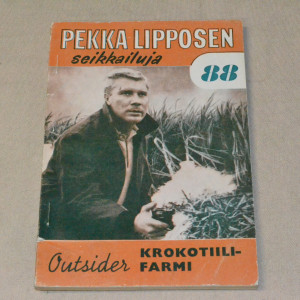 PEKKA LIPPOSEN
seikkailuja
88
Outsider
KROKOTIILI-
FARMI